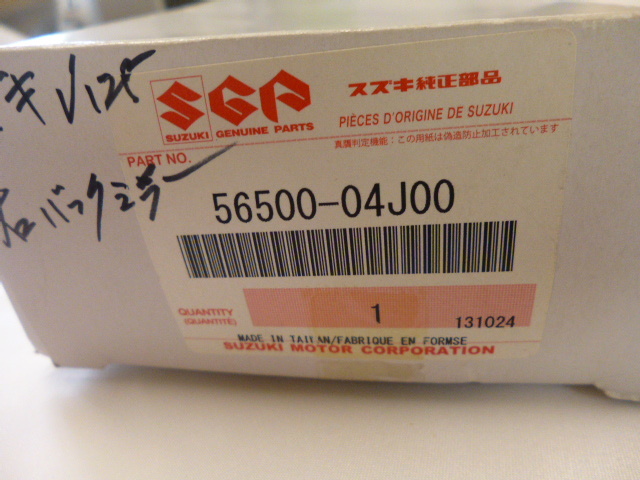 キ V125
右バックミラー
SGP
SUZUKI GENUINE PARTS
スズキ純正部品
PIÈCES D'ORIGINE DE SUZUKI
真贋判定機能:この用紙は偽造防止加工されています
PART NO.
56500-04J00
QUANTITY
(QUANTITÉ)
1
131024
MADE IN TAIWAN/FABRIQUE EN FORMSE
SUZUKI MOTOR CORPORATION